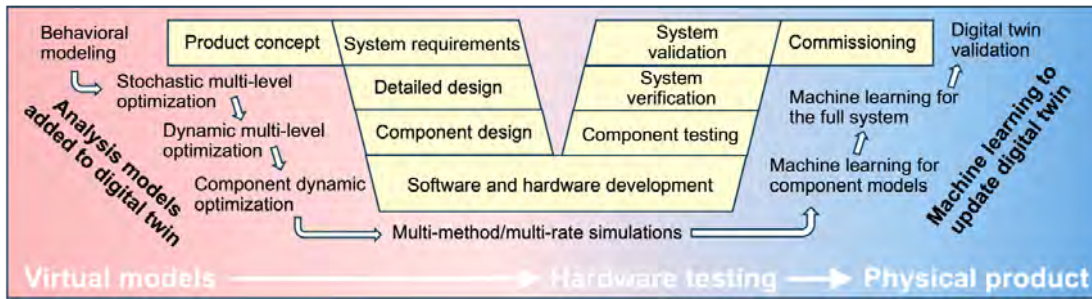 Behavioral
modeling
Product concept
System requirements
System
validation
Commissioning
Digital twin
validation
Stochastic multi-level
optimization
Detailed design
System
verification
Machine learning for
the full system
Dynamic multi-level
optimization
Component design
Component testing
Component dynamic
optimization
Software and hardware development
Machine learning for
component models
Analysis models
added to digital twin
Machine learning to
update digital twin
Multi-method/multi-rate simulations
Virtual models
Hardware testing
Physical product